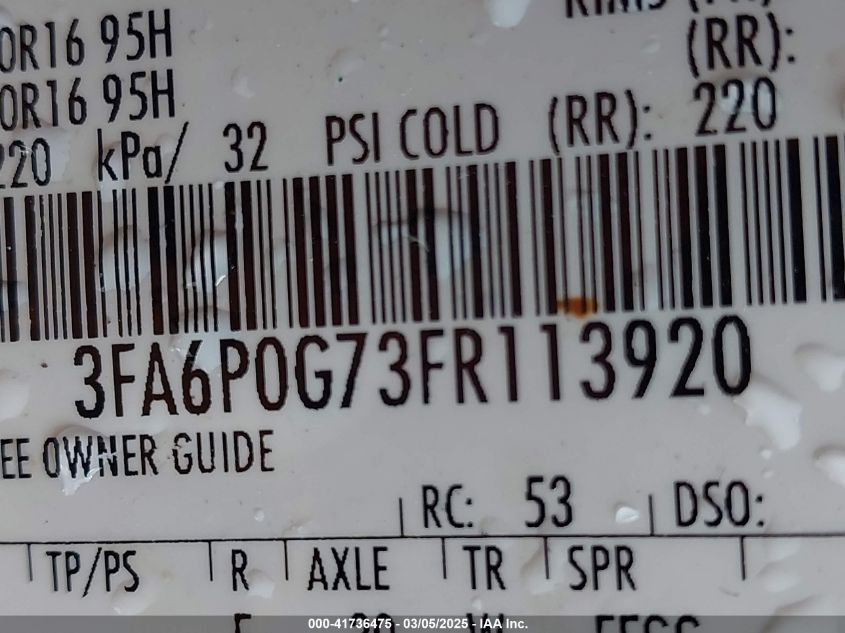 0R16 95H
(RR):
0R16 95H
220 kPa/ 32 PSI COLD (RR): 220
3FA6P0G73FR113920
EE OWNER GUIDE
RC: 53 DSO:
TP/PS R AXLE TR SPR
000-41736475 - 03/05/2025 - IAA Inc.